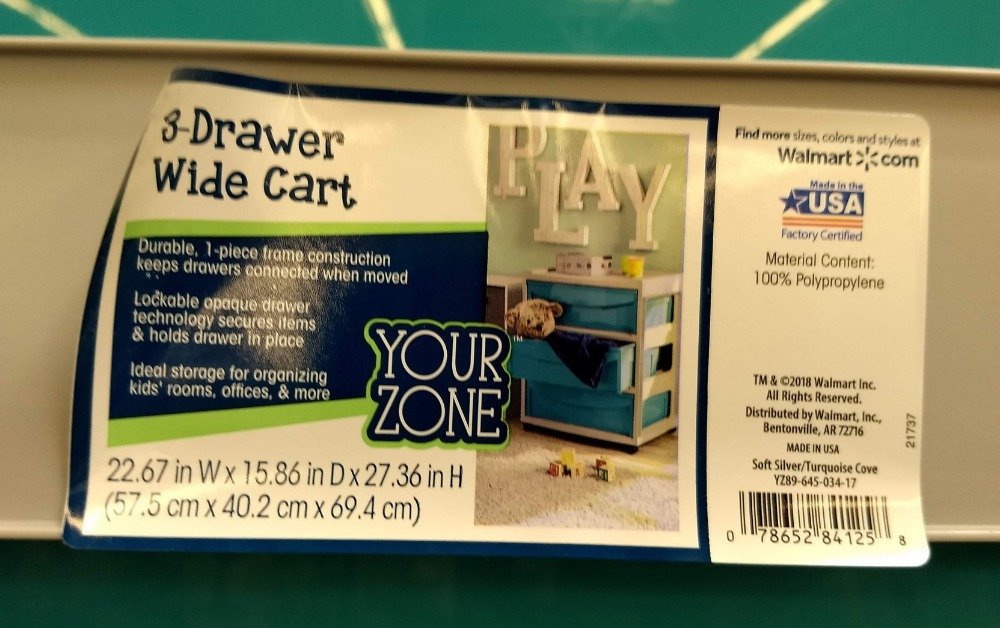 3-Drawer
Wide Cart
Durable, 1-piece frame construction
keeps drawers connected when moved
Lockable opaque drawer
technology secures items
& holds drawer in place
Ideal storage for organizing
kids' rooms, offices, & more
YOUR
ZONE
™
22.67 in W x 15.86 in D x 27.36 in H
(57.5 cm x 40.2 cm x 69.4 cm)
PLAY
Find more sizes, colors and styles at
Walmart.com
Made in the
USA
Factory Certified
Material Content:
100% Polypropylene
TM & ©2018 Walmart Inc.
All Rights Reserved.
Distributed by Walmart, Inc.,
Bentonville, AR 72716
MADE IN USA
Soft Silver/Turquoise Cove
YZ89-645-034-17
21737
0 78652 84125 8